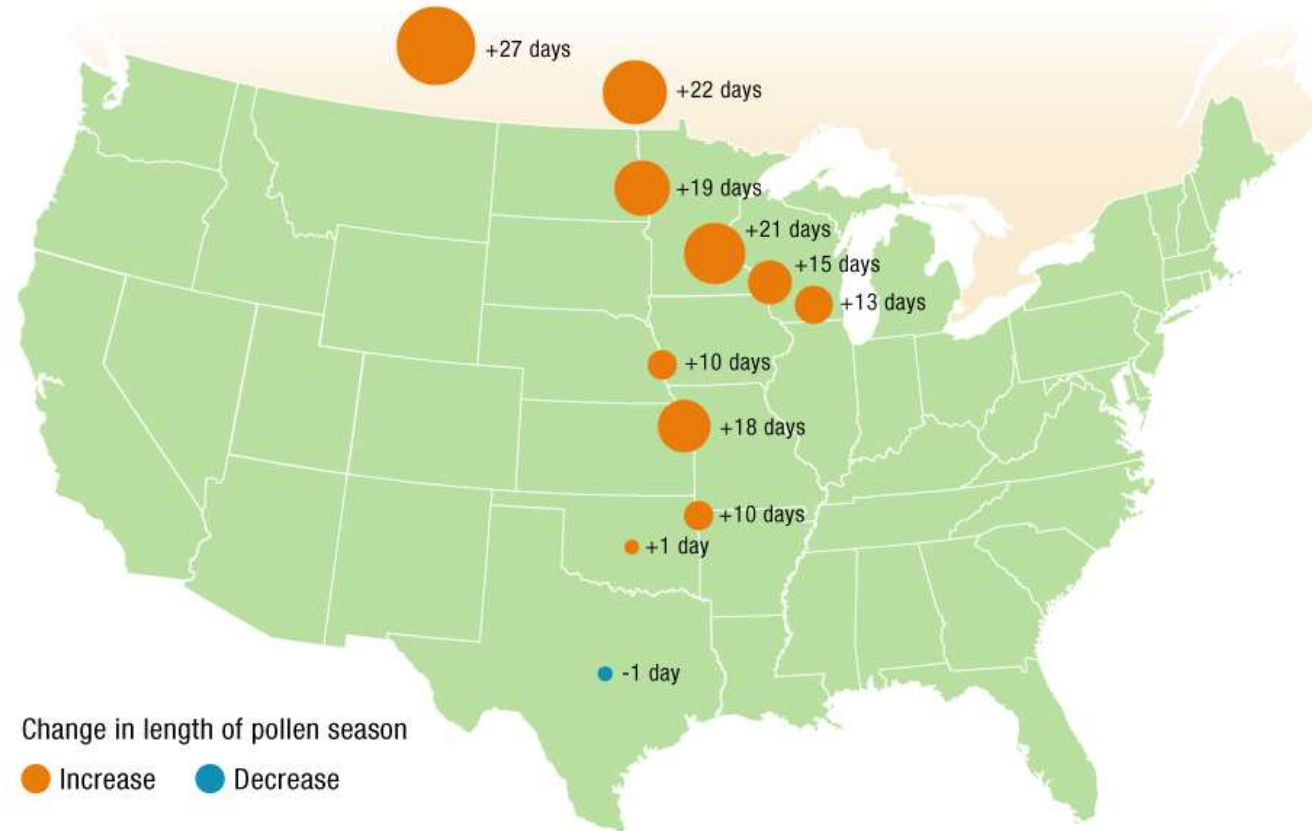 +27 days
+22 days
+19 days
+21 days
+15 days
+13 days
+10 days
+18 days
+10 days
+1 day
-1 day
Change in length of pollen season
Increase
Decrease